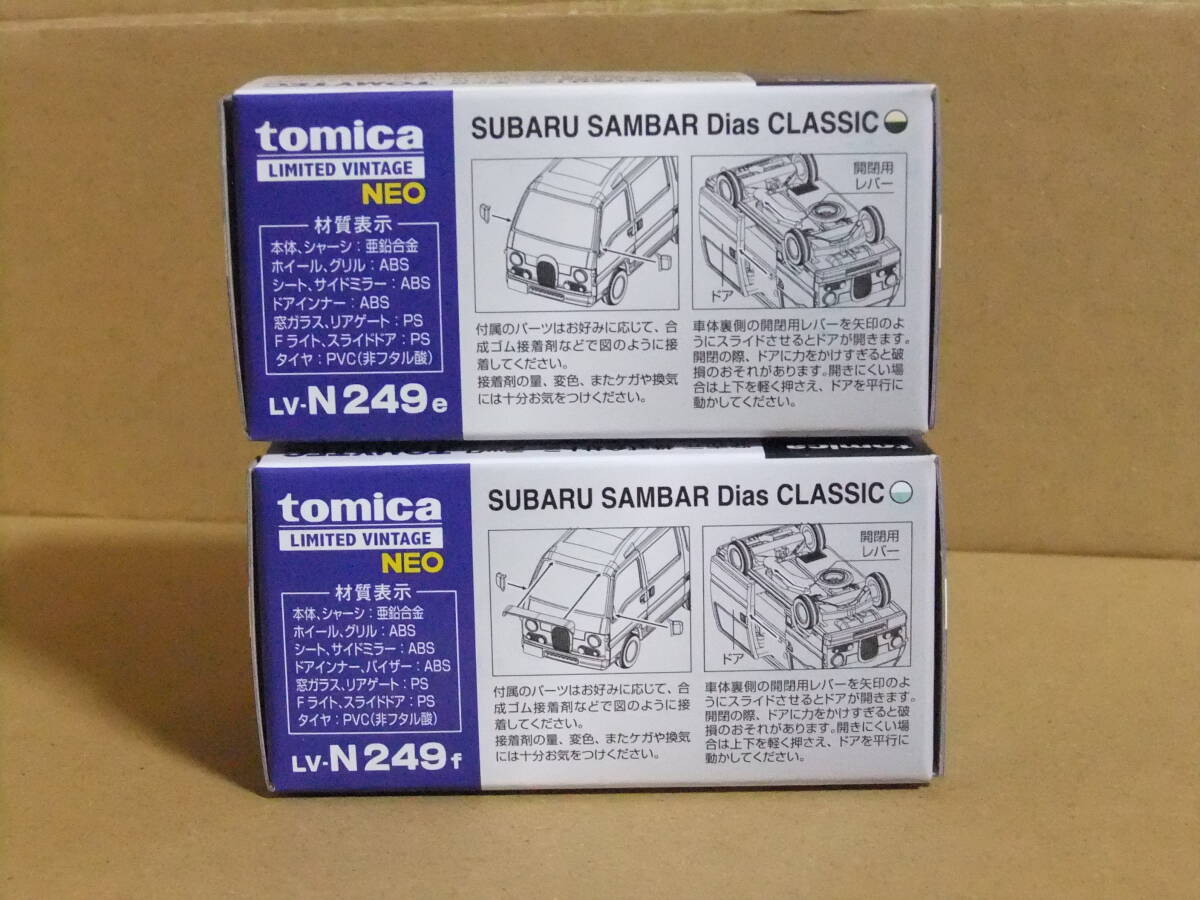 tomica
LIMITED VINTAGE
NEO
材質表示
本体、シャーシ：亜鉛合金
ホイール、グリル：ABS
シート、サイドミラー：ABS
ドアインナー：ABS
窓ガラス、リアゲート：PS
Fライト、スライドドア：PS
タイヤ：PVC(非フタル酸)
LV-N249e
SUBARU SAMBAR Dias CLASSIC
開閉用
レバー
ドア
付属のパーツはお好みに応じて、合
成ゴム接着剤などで図のように接
着してください。
接着剤の量、変色、またケガや換気
には十分お気をつけください。
車体裏側の開閉用レバーを矢印のよ
うにスライドさせるとドアが開きます。
開閉の際、ドアに力をかけすぎると破
損のおそれがあります。開きにくい場
合は上下を軽く押さえ、ドアを平行に
動かしてください。
tomica
tomica
LIMITED VINTAGE
NEO
材質表示
本体、シャーシ：亜鉛合金
ホイール、グリル：ABS
シート、サイドミラー：ABS
ドアインナー、バイザー：ABS
窓ガラス、リアゲート：PS
Fライト、スライドドア：PS
タイヤ：PVC(非フタル酸)
LV-N249f
SUBARU SAMBAR Dias CLASSIC
開閉用
レバー
ドア
付属のパーツはお好みに応じて、合
成ゴム接着剤などで図のように接
着してください。
接着剤の量、変色、またケガや換気
には十分お気をつけください。
車体裏側の開閉用レバーを矢印のよ
うにスライドさせるとドアが開きます。
開閉の際、ドアに力をかけすぎると破
損のおそれがあります。開きにくい場
合は上下を軽く押さえ、ドアを平行に
動かしてください。